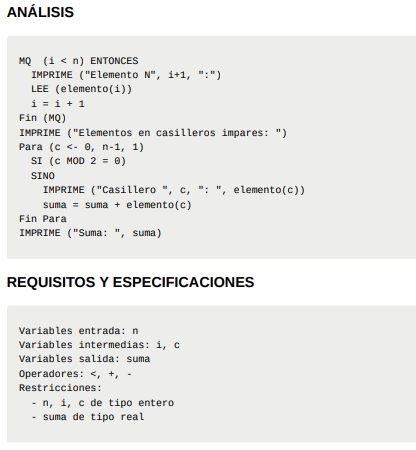 ANÁLISIS
MQ  (i < n) ENTONCES
  IMPRIME ("Elemento N", i+1, ":")
  LEE (elemento(i))
  i = i + 1
Fin (MQ)
IMPRIME ("Elementos en casilleros impares: ")
Para (c <- 0, n-1, 1)
  SI (c MOD 2 = 0)
  SINO
    IMPRIME ("Casillero ", c, ": ", elemento(c))
    suma = suma + elemento(c)
Fin Para
IMPRIME ("Suma: ", suma)
REQUISITOS Y ESPECIFICACIONES
Variables entrada: n
Variables intermedias: i, c
Variables salida: suma
Operadores: <, +, -
Restricciones:
  - n, i, c de tipo entero
  - suma de tipo real